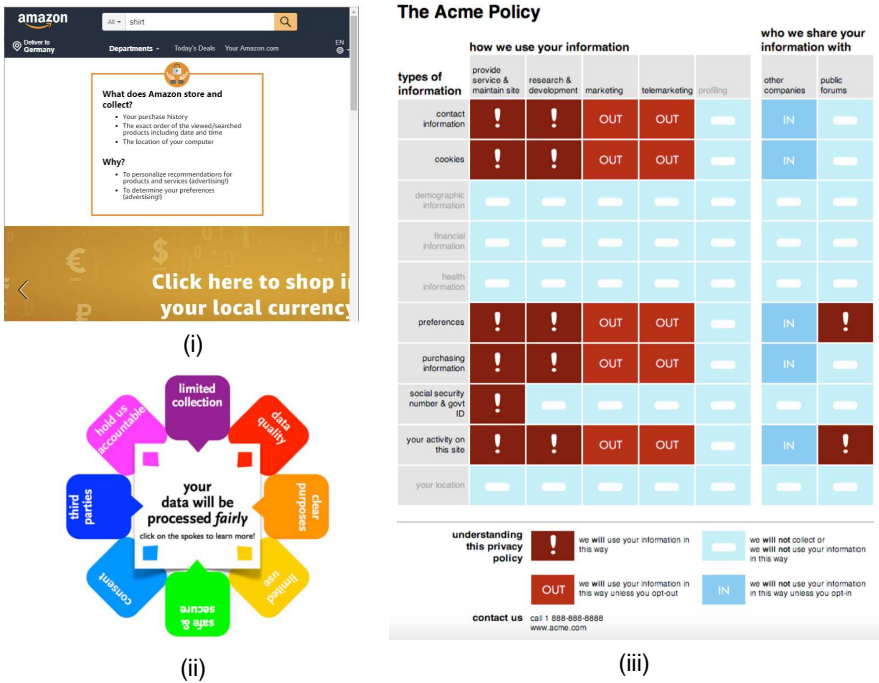 amazon
All
shirt
Deliver to
Germany
Departments
Today's Deals
Your Amazon.com
EN
What does Amazon store and
collect?
• Your purchase history
• The exact order of the viewed/searched
products including date and time
• The location of your computer
Why?
• To personalize recommendations for
products and services (advertising!)
• To determine your preferences
(advertising!)
Click here to shop in
your local currency
(i)
limited
collection
data
quality
clear
purposes
limited
use
safe &
secure
consent
third
parties
hold us
accountable
your
data will be
processed fairly
click on the spokes to learn more!
(ii)
The Acme Policy
how we use your information
who we share your
information with
types of
information
provide
service &
maintain site
research &
development
marketing
telemarketing
profiling
other
companies
public
forums
contact
information
! ! OUT OUT IN
cookies
! ! OUT OUT IN
demographic
information
financial
information
health
information
preferences
! ! OUT OUT IN !
purchasing
information
! ! OUT OUT IN
social security
number & govt
ID
!
your activity on
this site
! ! OUT OUT IN !
your location
understanding
this privacy
policy
!
we will use your information in
this way
we will not collect or
we will not use your information
in this way
OUT
we will use your information in
this way unless you opt-out
IN
we will not use your information
in this way unless you opt-in
contact us
call 1 888-888-8888
www.acme.com
(iii)